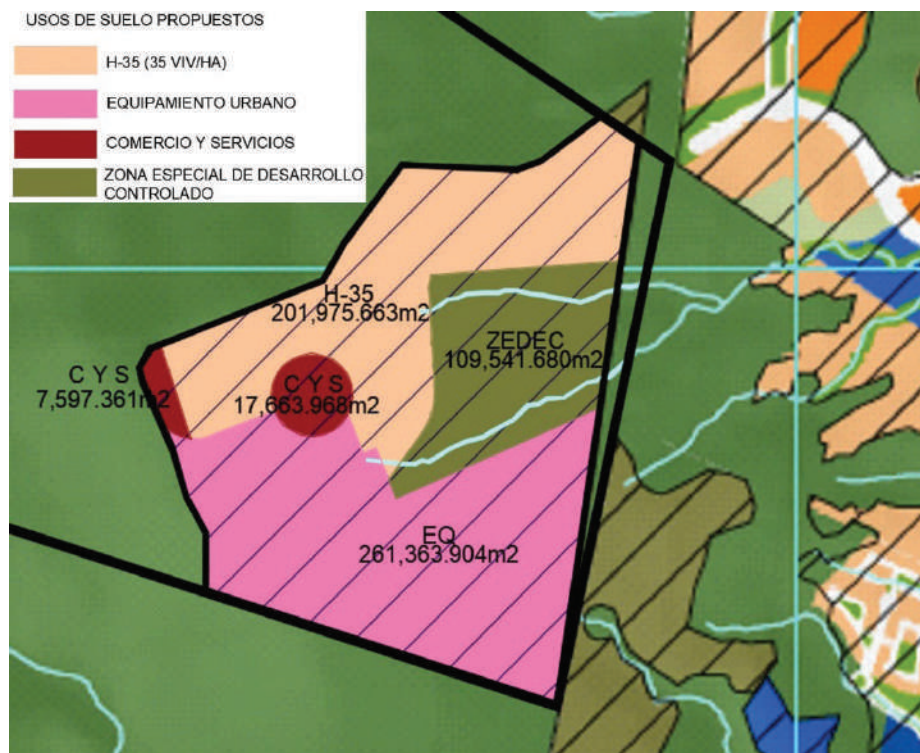 USOS DE SUELO PROPUESTOS
H-35 (35 VIV/HA)
EQUIPAMIENTO URBANO
COMERCIO Y SERVICIOS
ZONA ESPECIAL DE DESARROLLO
CONTROLADO
H-35
201,975.663m2
ZEDEC
109,541.680m2
C Y S
7,597.361m2
C Y S
17,663.968m2
EQ
261,363.904m2